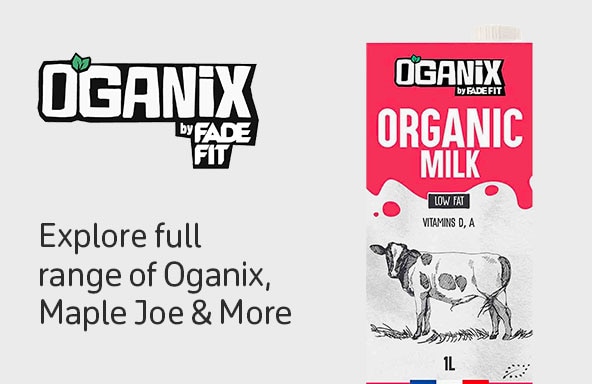 OGANIX
by FADE
FIT
Explore full
range of Oganix,
Maple Joe & More
OGANIX
by FADE FIT
ORGANIC
MILK
LOW FAT
VITAMINS D, A
1L